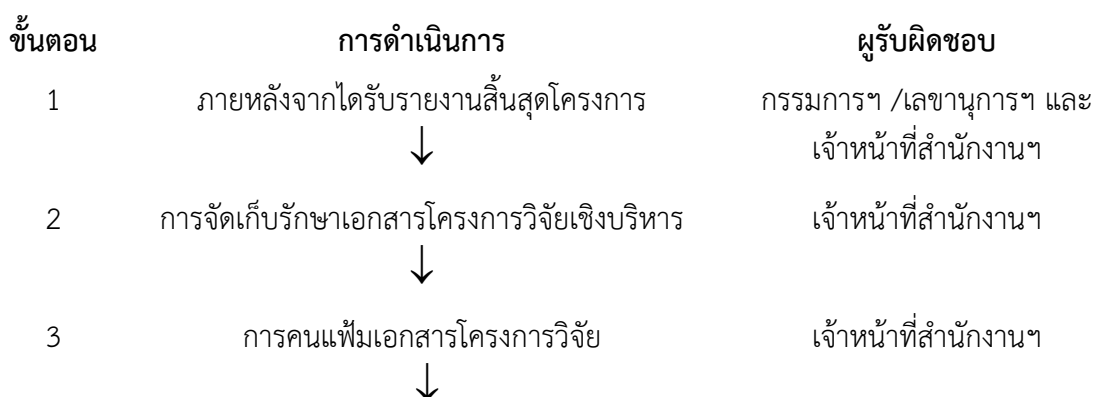 ขั้นตอน การดำเนินการ ผูรับผิดชอบ
1 ภายหลังจากไดรับรายงานสิ้นสุดโครงการ กรรมการฯ /เลขานุการฯ และ
เจ้าหน้าที่สำนักงานฯ
2 การจัดเก็บรักษาเอกสารโครงการวิจัยเชิงบริหาร เจ้าหน้าที่สำนักงานฯ
3 การคนแฟ้มเอกสารโครงการวิจัย เจ้าหน้าที่สำนักงานฯ